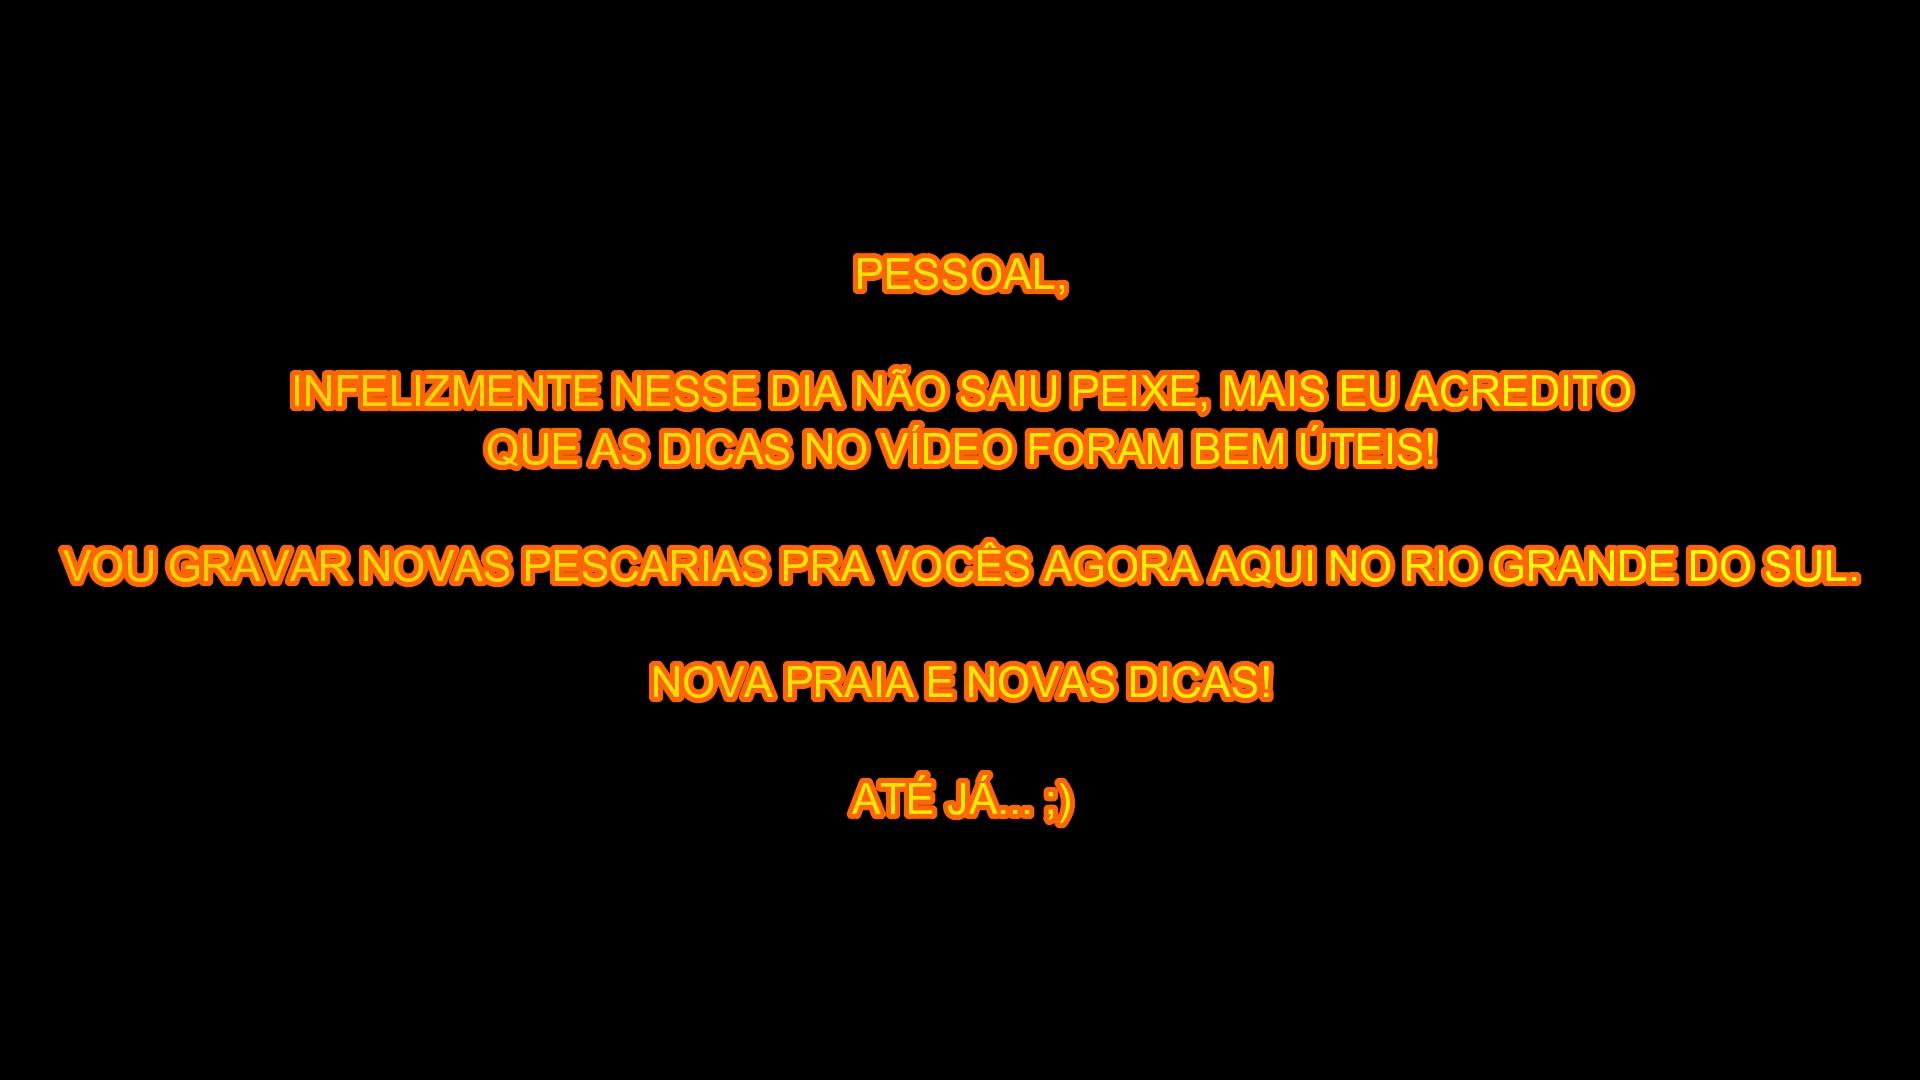 PESSOAL,
INFELIZMENTE NESSE DIA NÃO SAIU PEIXE, MAIS EU ACREDITO
QUE AS DICAS NO VÍDEO FORAM BEM ÚTEIS!
VOU GRAVAR NOVAS PESCARIAS PRA VOCÊS AGORA AQUI NO RIO GRANDE DO SUL.
NOVA PRAIA E NOVAS DICAS!
ATÉ JÁ... ;)